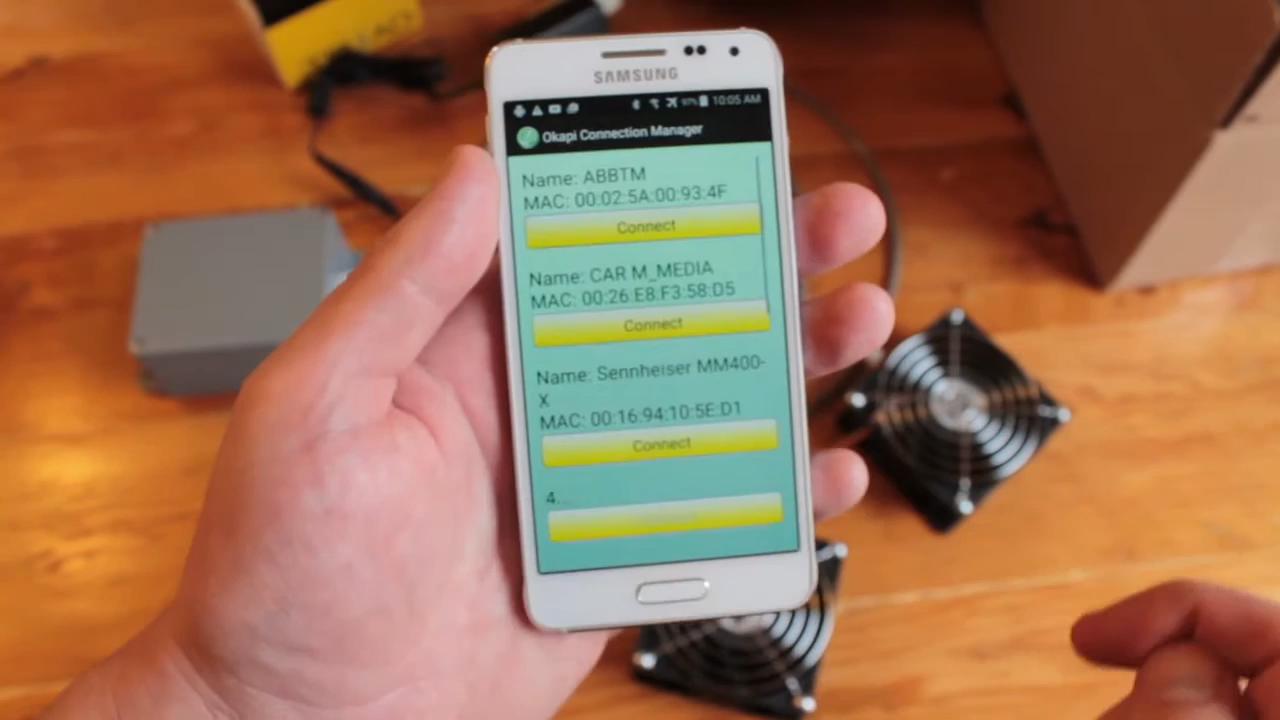 SAMSUNG
97% 10:05 AM
Okapi Connection Manager
Name: ABBTM
MAC: 00:02:5A:00:93:4F
Connect
Name: CAR M_MEDIA
MAC: 00:26:E8:F3:58:D5
Connect
Name: Sennheiser MM400-
X
MAC: 00:16:94:10:5E:D1
Connect
4...